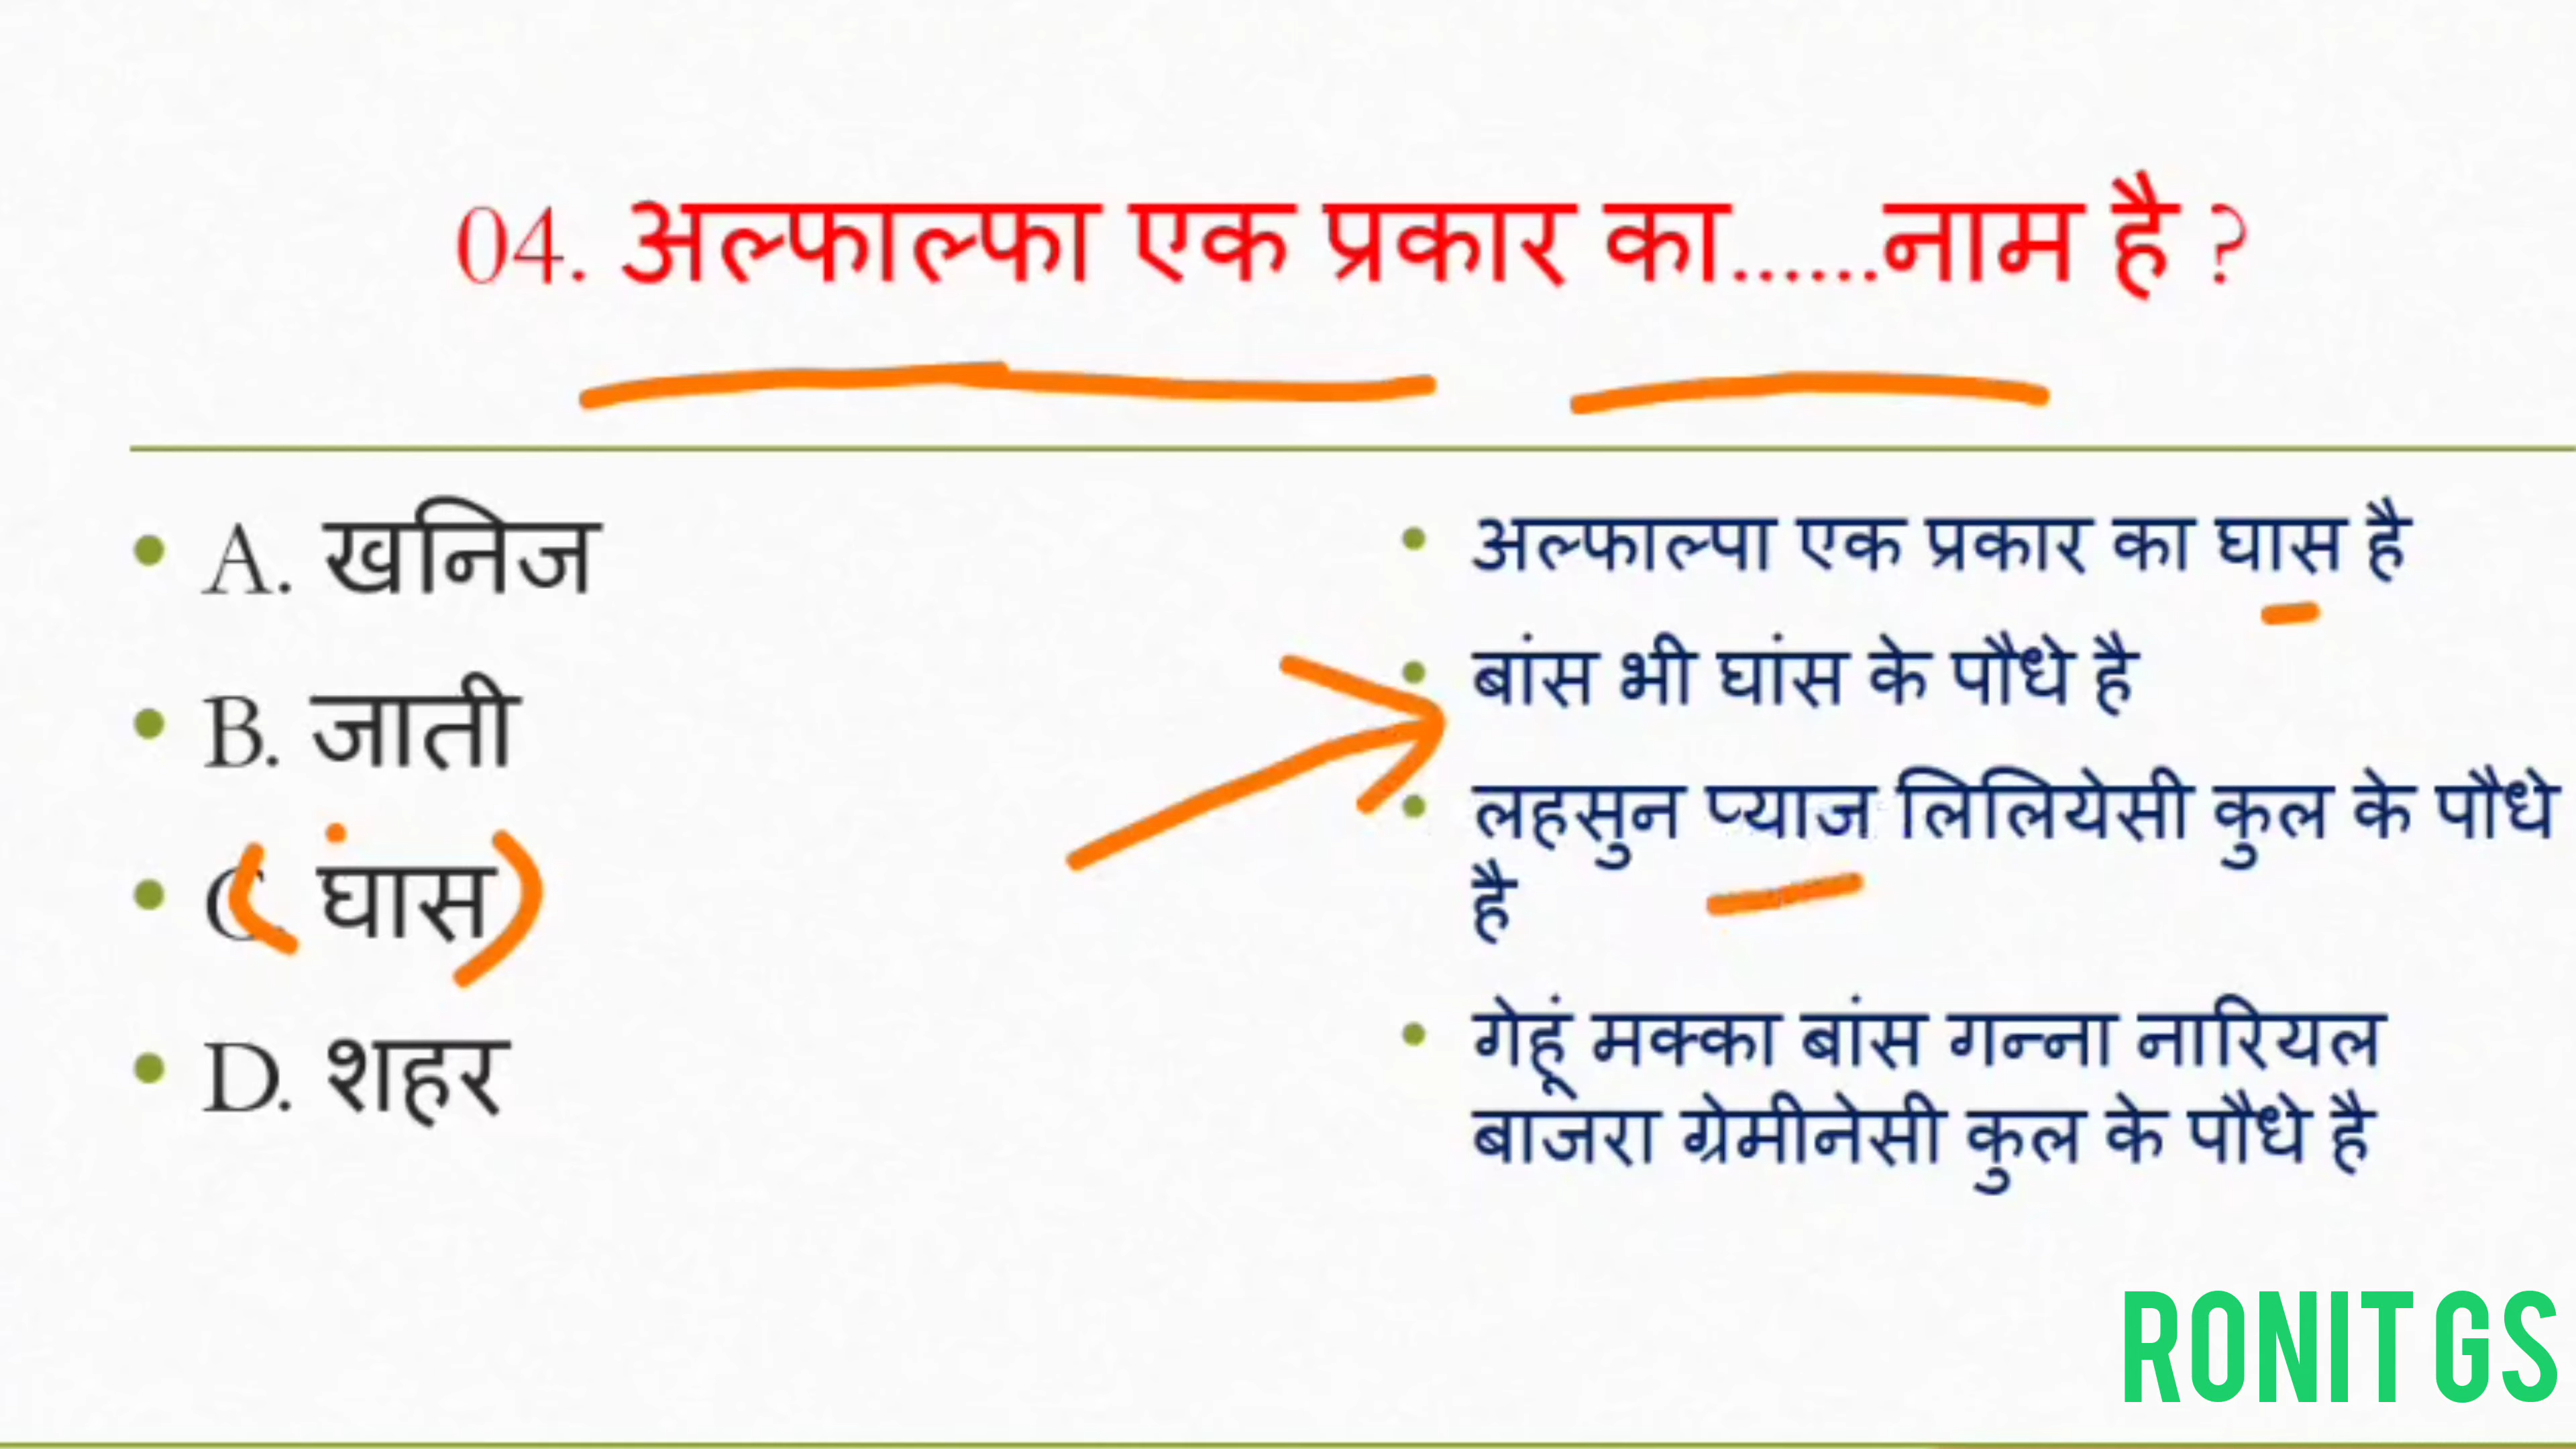 04. अल्फाल्फा एक प्रकार का......नाम है ?
A. खनिज
B. जाती
C. घास
D. शहर
अल्फाल्पा एक प्रकार का घास है
बांस भी घांस के पौधे है
लहसुन प्याज लिलियेसी कुल के पौधे
है
गेहूं मक्का बांस गन्ना नारियल
बाजरा ग्रेमीनेसी कुल के पौधे है
RONIT GS